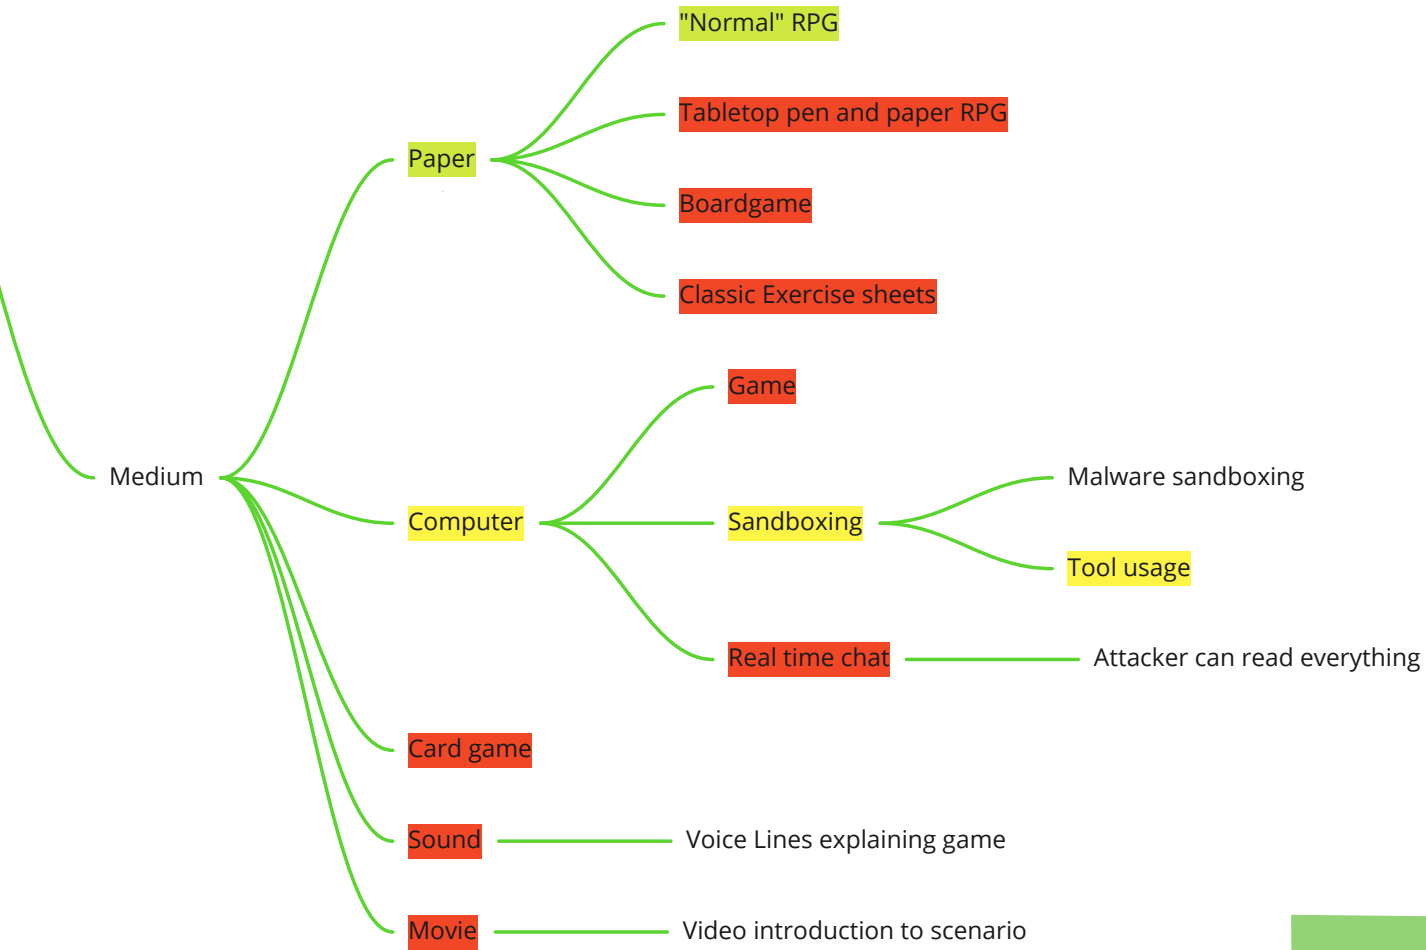 "Normal" RPG
Tabletop pen and paper RPG
Paper
Boardgame
Classic Exercise sheets
Game
Medium
Malware sandboxing
Computer
Sandboxing
Tool usage
Real time chat
Attacker can read everything
Card game
Sound
Voice Lines explaining game
Movie
Video introduction to scenario